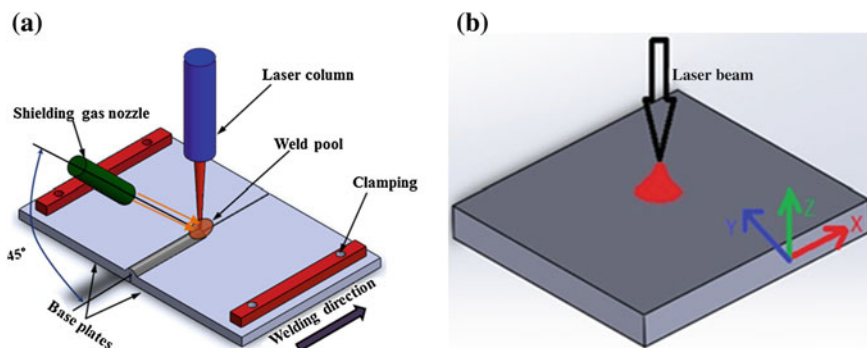 (a)
Laser column
Shielding gas nozzle
Weld pool
Clamping
45°
Base plates
Welding direction
(b)
Laser beam
Y
Z
X